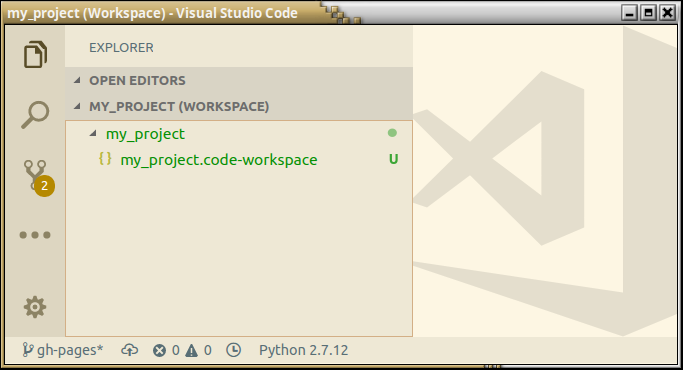 my_project (Workspace) - Visual Studio Code
EXPLORER
OPEN EDITORS
MY_PROJECT (WORKSPACE)
my_project
{} my_project.code-workspace U
2
gh-pages* 0 0 Python 2.7.12